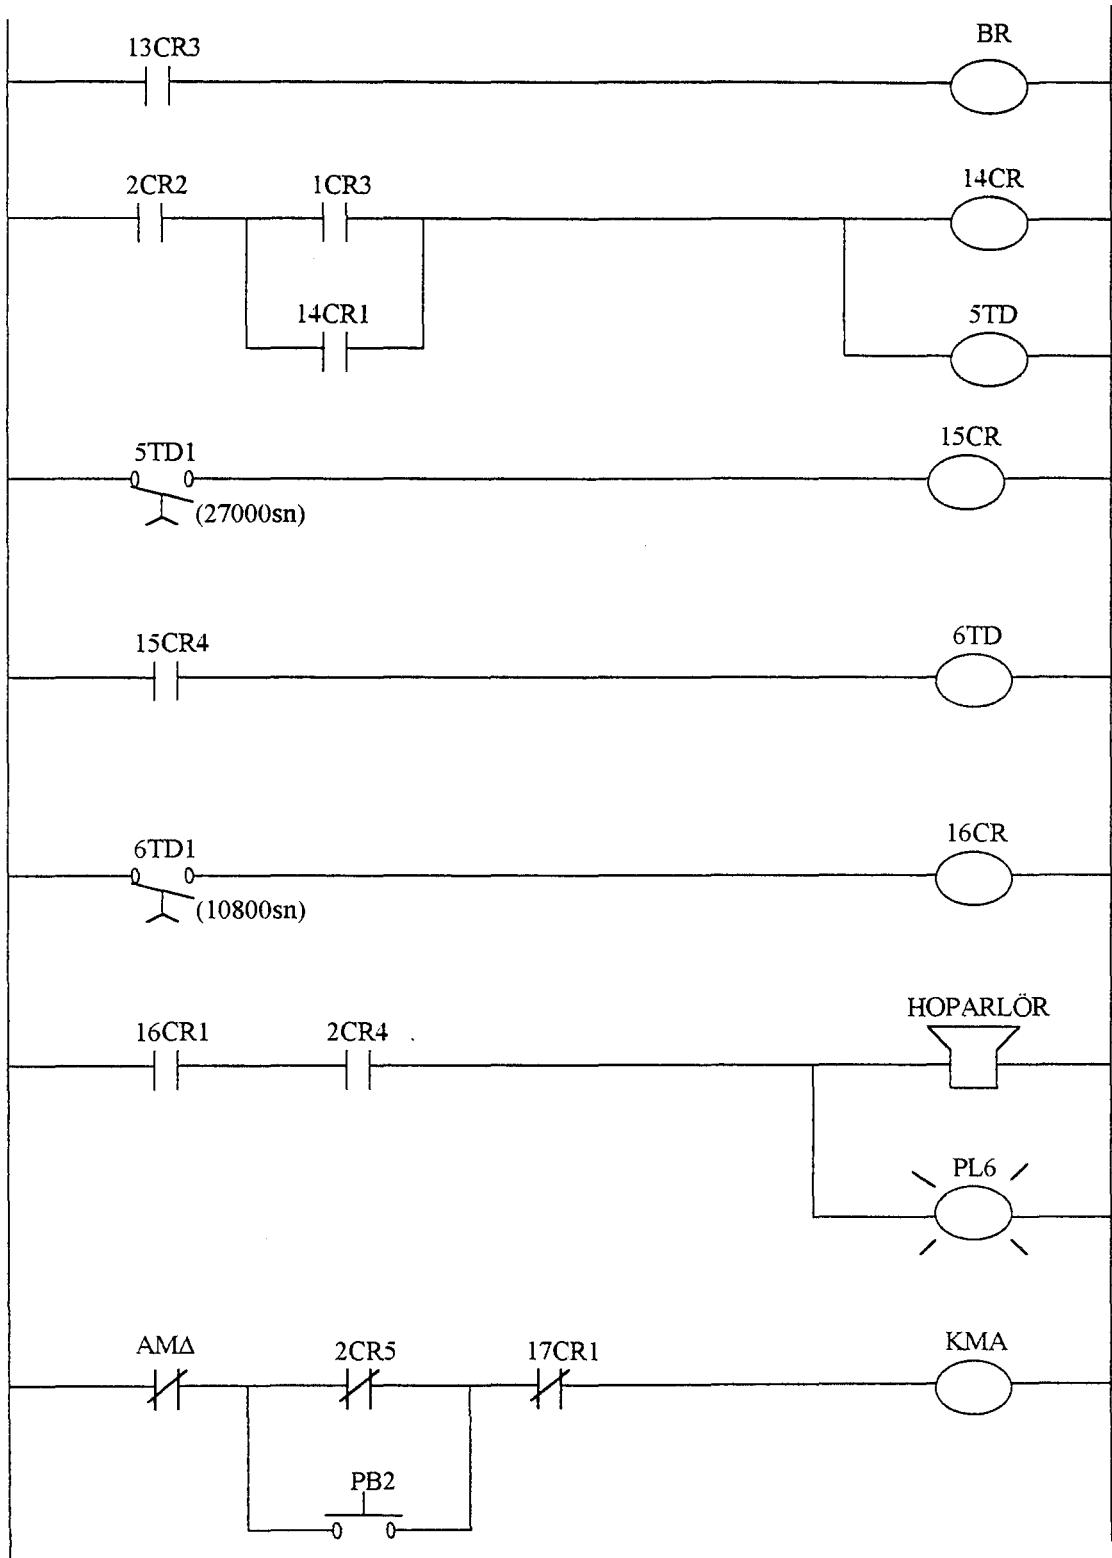 13CR3
BR
2CR2
1CR3
14CR
14CR1
5TD
5TD1
(27000sn)
15CR
15CR4
6TD
6TD1
(10800sn)
16CR
16CR1
2CR4
HOPARLÖR
PL6
AMΔ
2CR5
17CR1
KMA
PB2